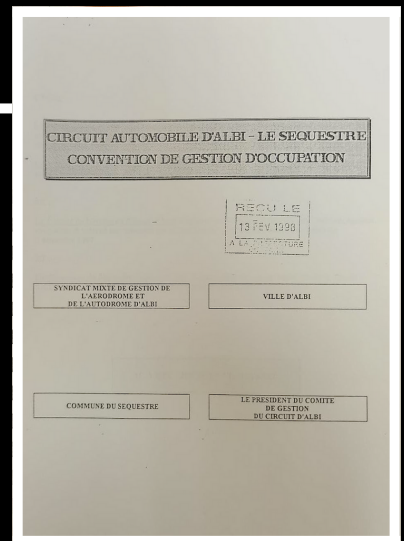 CIRCUIT AUTOMOBILE D'ALBI - LE SEQUESTRE
CONVENTION DE GESTION D'OCCUPATION
RECU LE
13 FEV 1998
A LA
SYNDICAT MIXTE DE GESTION DE
L'AERODROME ET
DE L'AUTODROME D'ALBI
VILLE D'ALBI
COMMUNE DU SEQUESTRE
LE PRESIDENT DU COMITE
DE GESTION
DU CIRCUIT D'ALBI